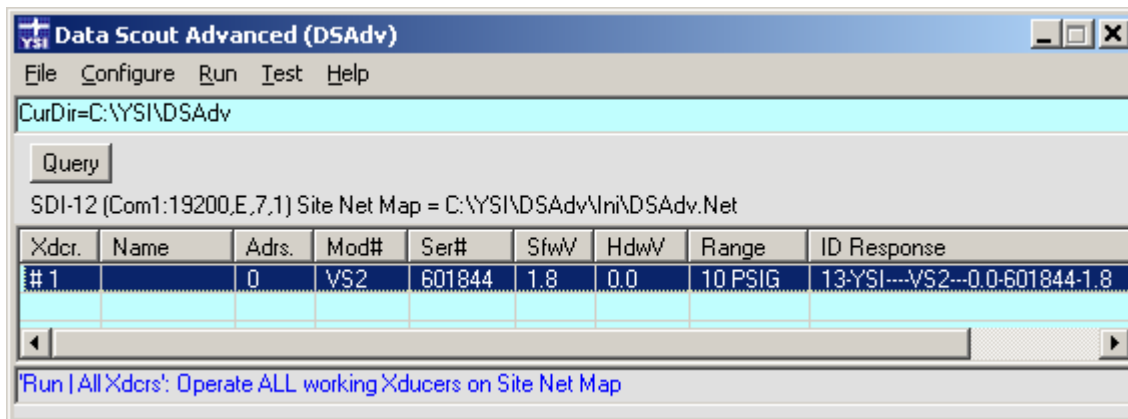 YSI Data Scout Advanced (DSAdv)
File Configure Run Test Help
CurDir=C:\YSI\DSAdv
Query
SDI-12 (Com1:19200,E,7,1) Site Net Map = C:\YSI\DSAdv\Ini\DSAdv.Net
Xdcr. Name Adrs. Mod# Ser# SfwV HdwV Range ID Response
# 1 0 VS2 601844 1.8 0.0 10 PSIG 13-YSI----VS2---0.0-601844-1.8
'Run | All Xdcrs': Operate ALL working Xducers on Site Net Map